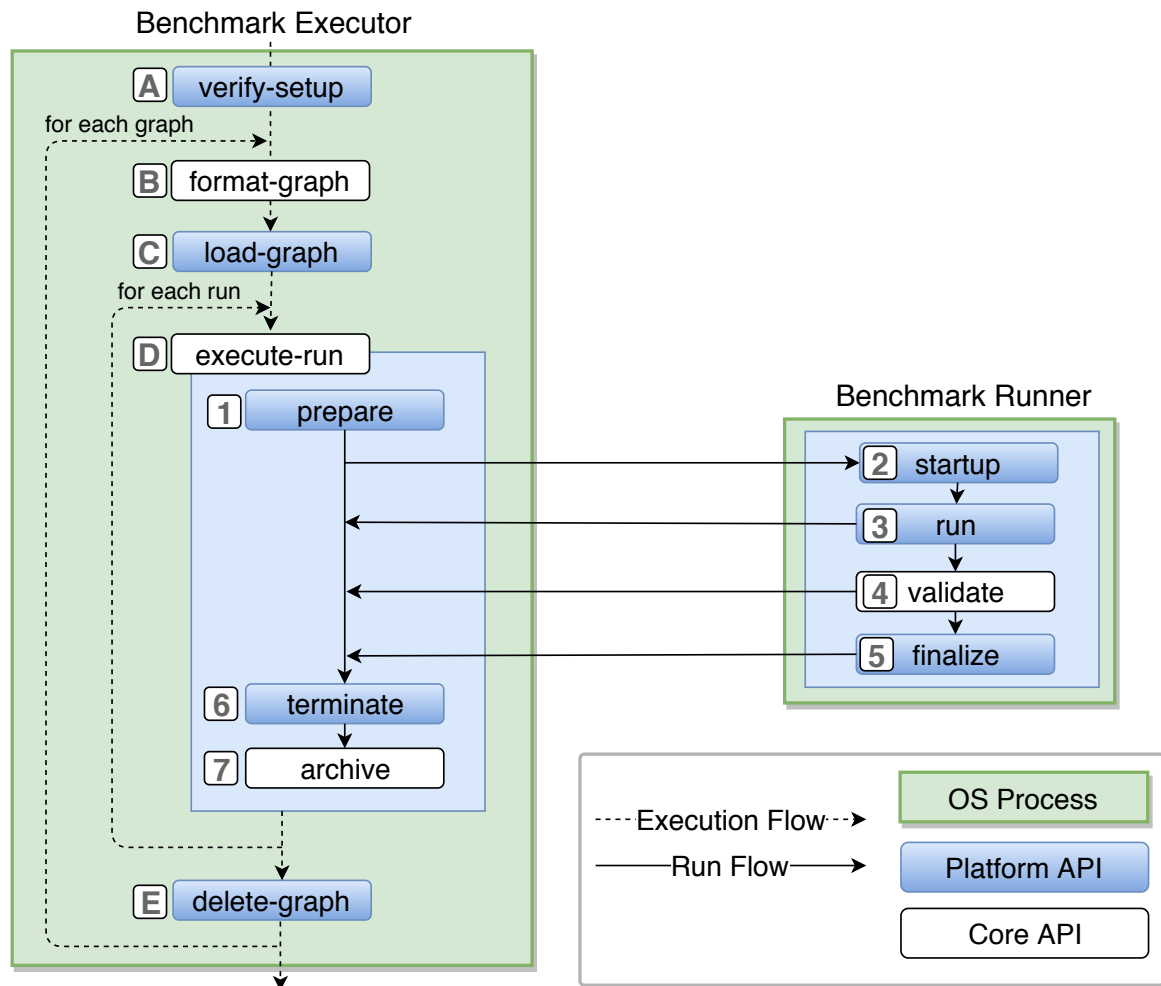 Benchmark Executor
A verify-setup
for each graph
B format-graph
C load-graph
for each run
D execute-run
1 prepare
Benchmark Runner
2 startup
3 run
4 validate
5 finalize
6 terminate
7 archive
E delete-graph
Execution Flow
Run Flow
OS Process
Platform API
Core API